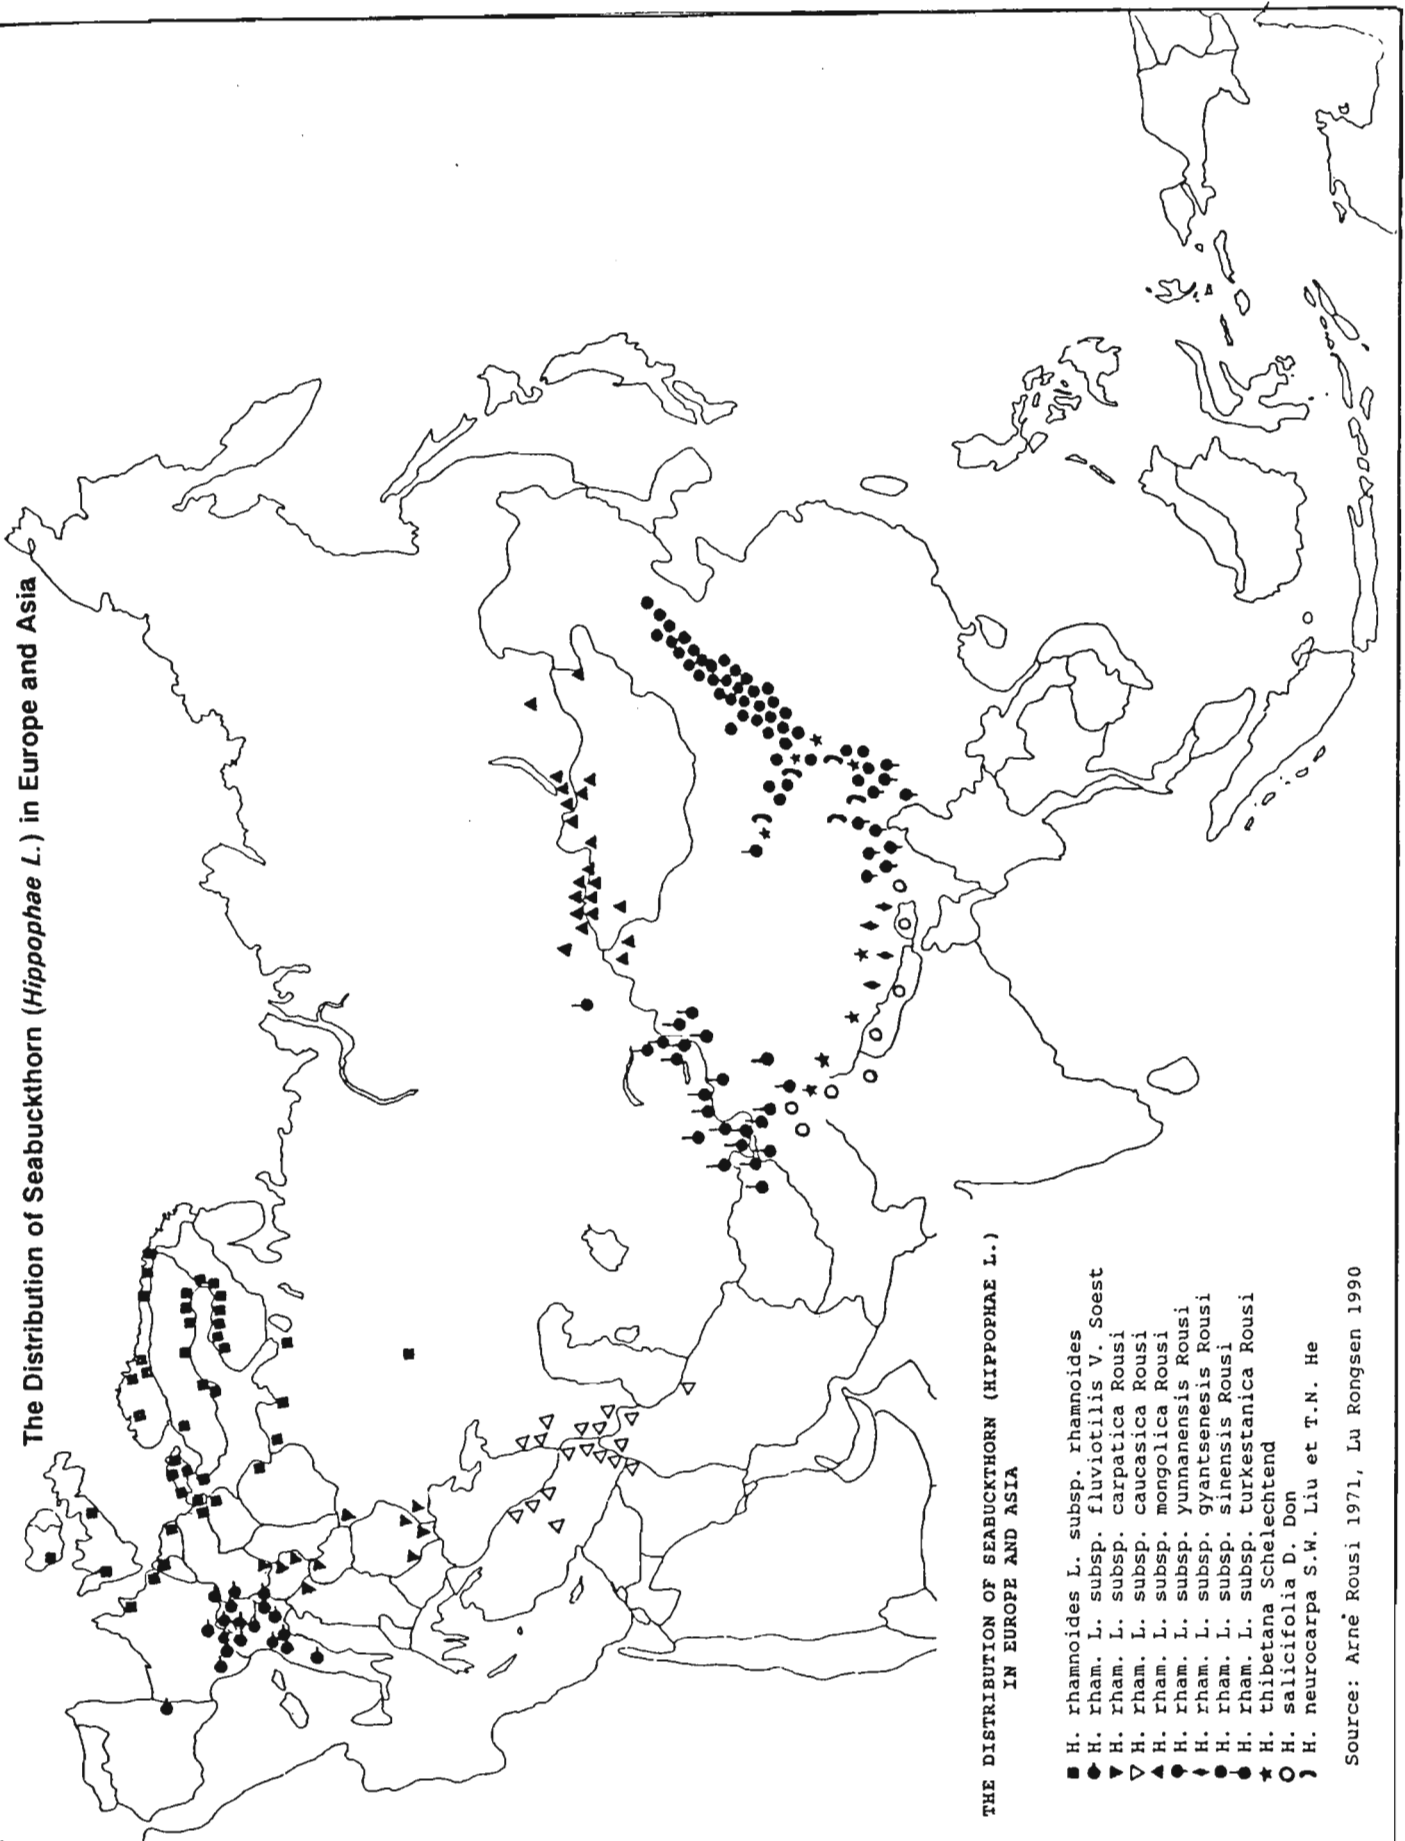 The Distribution of Seabuckthorn (Hippophae L.) in Europe and Asia
THE DISTRIBUTION OF SEABUCKTHORN (HIPPOPHAE L.)
IN EUROPE AND ASIA
H. rhamnoides L. subsp. rhamnoides
H. rham. L. subsp. fluviotilis V. Soest
H. rham. L. subsp. carpatica Rousi
H. rham. L. subsp. caucasica Rousi
H. rham. L. subsp. mongolica Rousi
H. rham. L. subsp. yunnanensis Rousi
H. rham. L. subsp. gyantsenesis Rousi
H. rham. L. subsp. sinensis Rousi
H. rham. L. subsp. turkestanica Rousi
H. thibetana Schelechtend
H. salicifolia D. Don
H. neurocarpa S.W. Liu et T.N. He
Source: Arne Rousi 1971, Lu Rongsen 1990